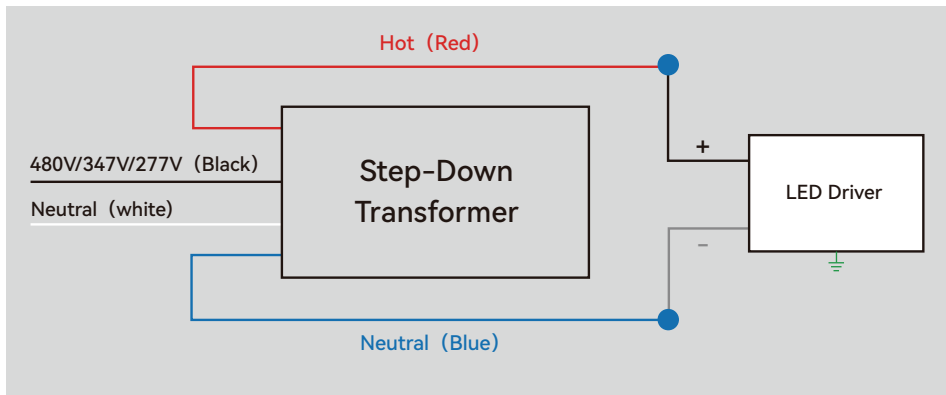 Hot（Red）
480V/347V/277V（Black）
Step-Down
Transformer
+
LED Driver
Neutral（white）
–
Neutral（Blue）